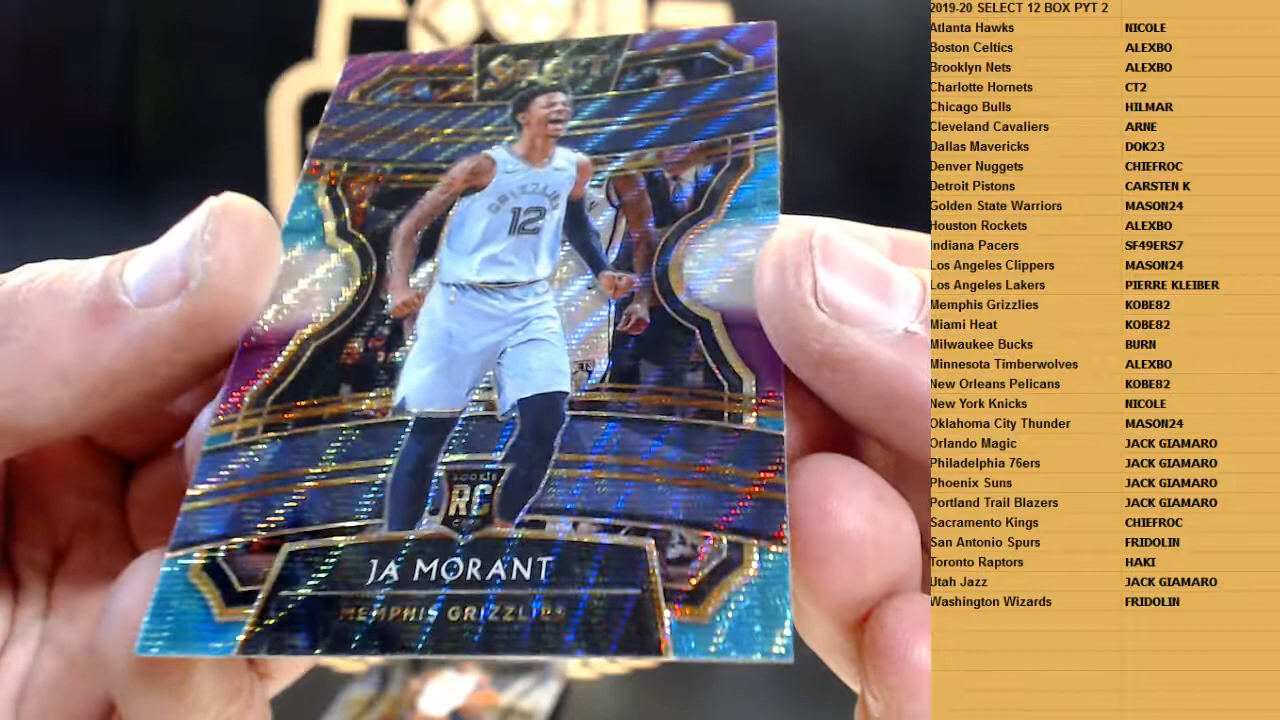 SELECT
GRIZZLIES
12
ROOKIE
RC
JA MORANT
MEMPHIS GRIZZLIES
2019-20 SELECT 12 BOX PYT 2
Atlanta Hawks NICOLE
Boston Celtics ALEXBO
Brooklyn Nets ALEXBO
Charlotte Hornets CT2
Chicago Bulls HILMAR
Cleveland Cavaliers ARNE
Dallas Mavericks DOK23
Denver Nuggets CHIEFROC
Detroit Pistons CARSTEN K
Golden State Warriors MASON24
Houston Rockets ALEXBO
Indiana Pacers SF49ERS7
Los Angeles Clippers MASON24
Los Angeles Lakers PIERRE KLEIBER
Memphis Grizzlies KOBE82
Miami Heat KOBE82
Milwaukee Bucks BURN
Minnesota Timberwolves ALEXBO
New Orleans Pelicans KOBE82
New York Knicks NICOLE
Oklahoma City Thunder MASON24
Orlando Magic JACK GIAMARO
Philadelphia 76ers JACK GIAMARO
Phoenix Suns JACK GIAMARO
Portland Trail Blazers JACK GIAMARO
Sacramento Kings CHIEFROC
San Antonio Spurs FRIDOLIN
Toronto Raptors HAKI
Utah Jazz JACK GIAMARO
Washington Wizards FRIDOLIN